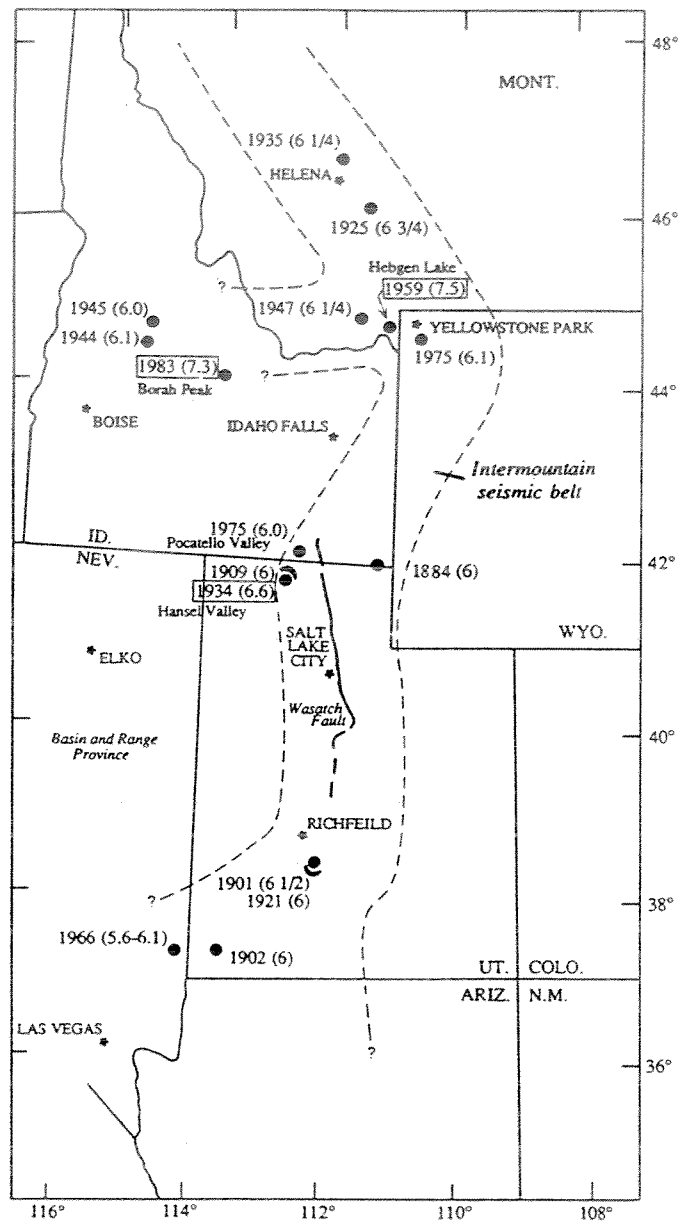 48°
MONT.
1935 (6 1/4)
HELENA
46°
1925 (6 3/4)
Hebgen Lake
1959 (7.5)
1945 (6.0)
1947 (6 1/4)
YELLOWSTONE PARK
1944 (6.1)
1975 (6.1)
1983 (7.3)
?
?
Borah Peak
44°
BOISE
IDAHO FALLS
Intermountain
seismic belt
1975 (6.0)
ID.
Pocatello Valley
NEV.
42°
1909 (6)
1884 (6)
1934 (6.6)
Hansel Valley
SALT
LAKE
CITY
WYO.
ELKO
Wasatch
Fault
40°
Basin and Range
Province
RICHFEILD
1901 (6 1/2)
1921 (6)
?
38°
1966 (5.6-6.1)
1902 (6)
UT.
COLO.
ARIZ.
N.M.
LAS VEGAS
?
36°
116°
114°
112°
110°
108°